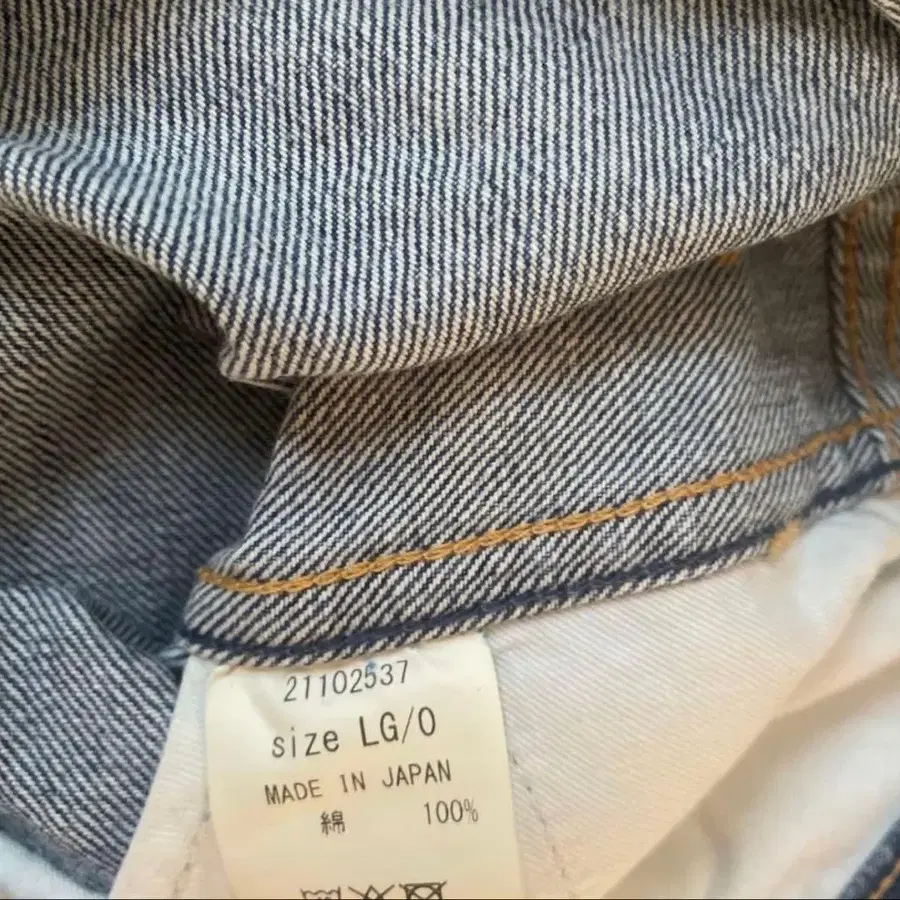 21102537
size LG/0
MADE IN JAPAN
綿 100%